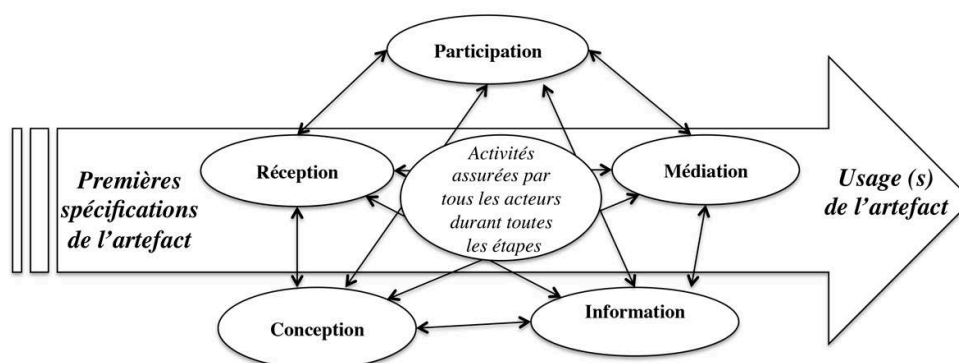 Participation
Réception
Médiation
Activités
assurées par
tous les acteurs
durant toutes
les étapes
Premières
spécifications
de l'artefact
Usage (s)
de l'artefact
Conception
Information